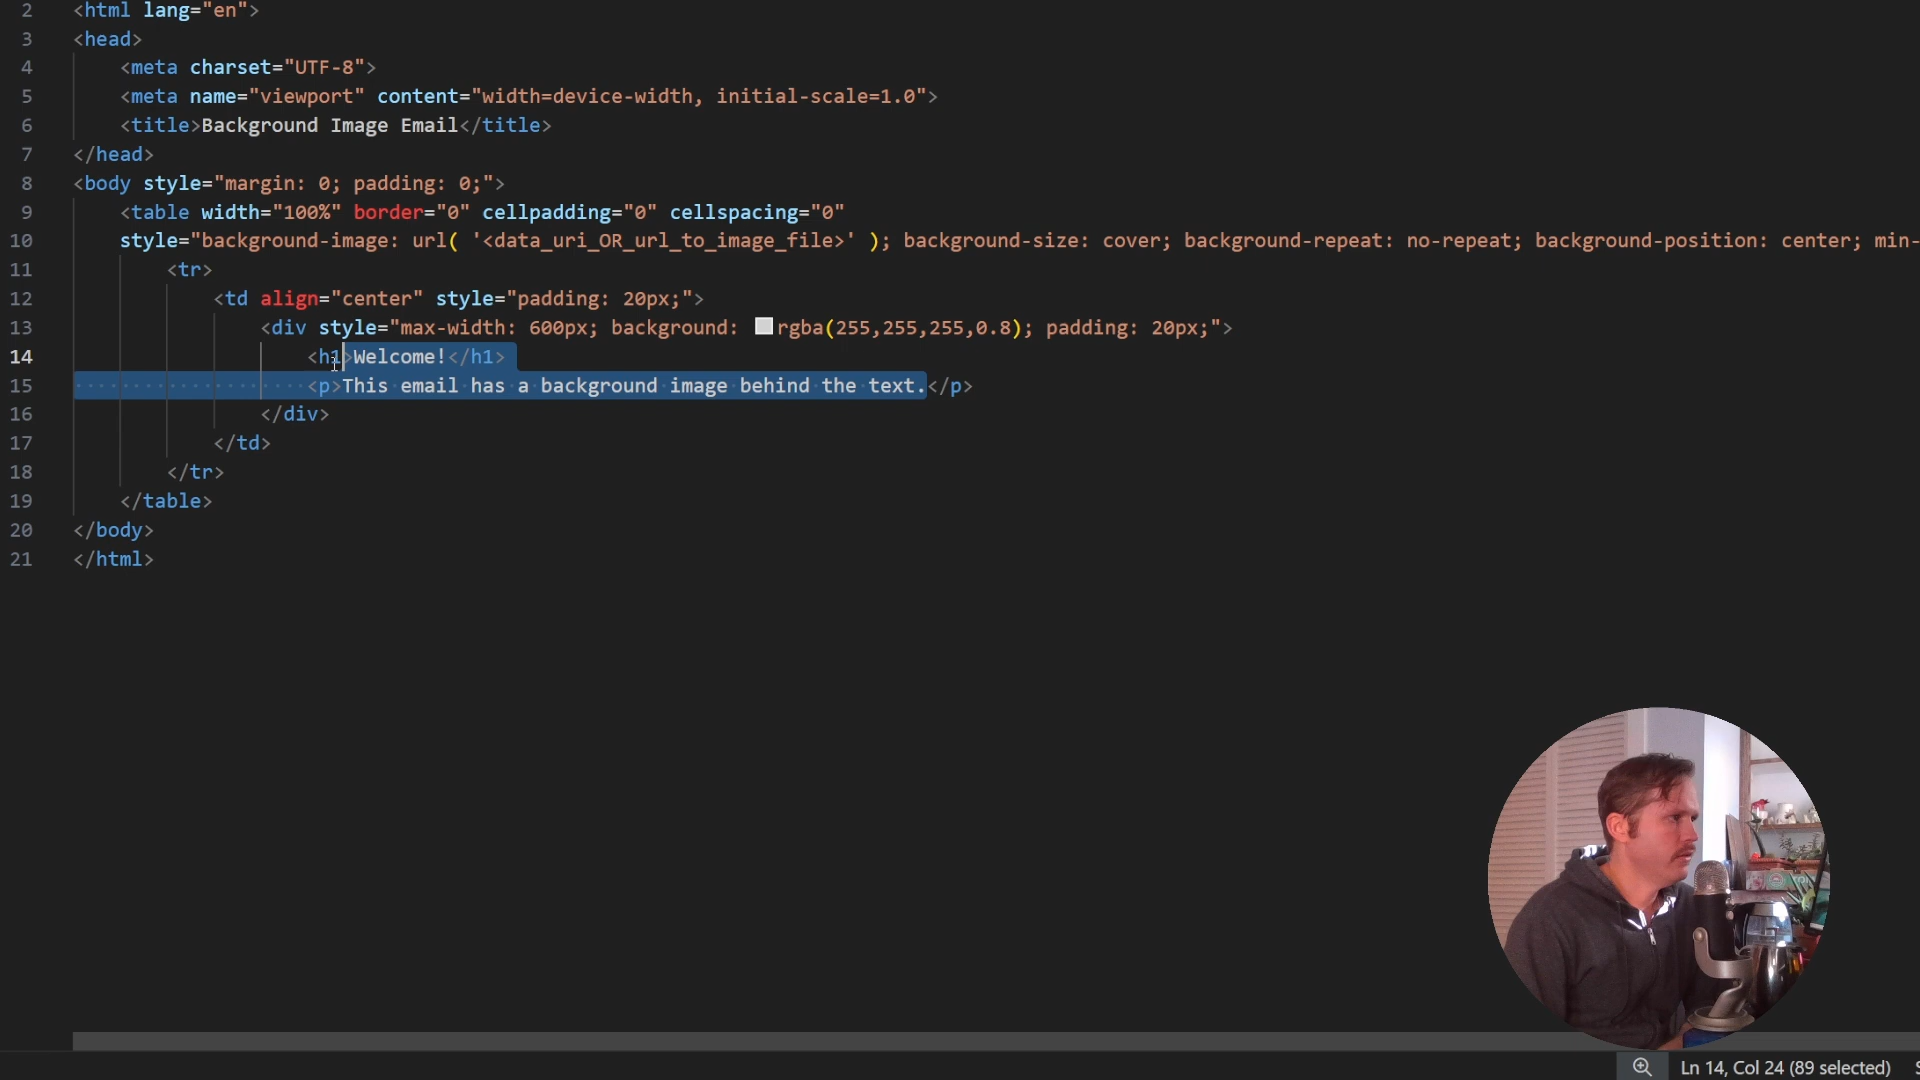 2 <html lang="en">
3 <head>
4 <meta charset="UTF-8">
5 <meta name="viewport" content="width=device-width, initial-scale=1.0">
6 <title>Background Image Email</title>
7 </head>
8 <body style="margin: 0; padding: 0;">
9 <table width="100%" border="0" cellpadding="0" cellspacing="0"
10 style="background-image: url( '<data_uri_OR_url_to_image_file>' ); background-size: cover; background-repeat: no-repeat; background-position: center; min-
11 <tr>
12 <td align="center" style="padding: 20px;">
13 <div style="max-width: 600px; background: rgba(255,255,255,0.8); padding: 20px;">
14 <h1>Welcome!</h1>
15 <p>This email has a background image behind the text.</p>
16 </div>
17 </td>
18 </tr>
19 </table>
20 </body>
21 </html>
Ln 14, Col 24 (89 selected)